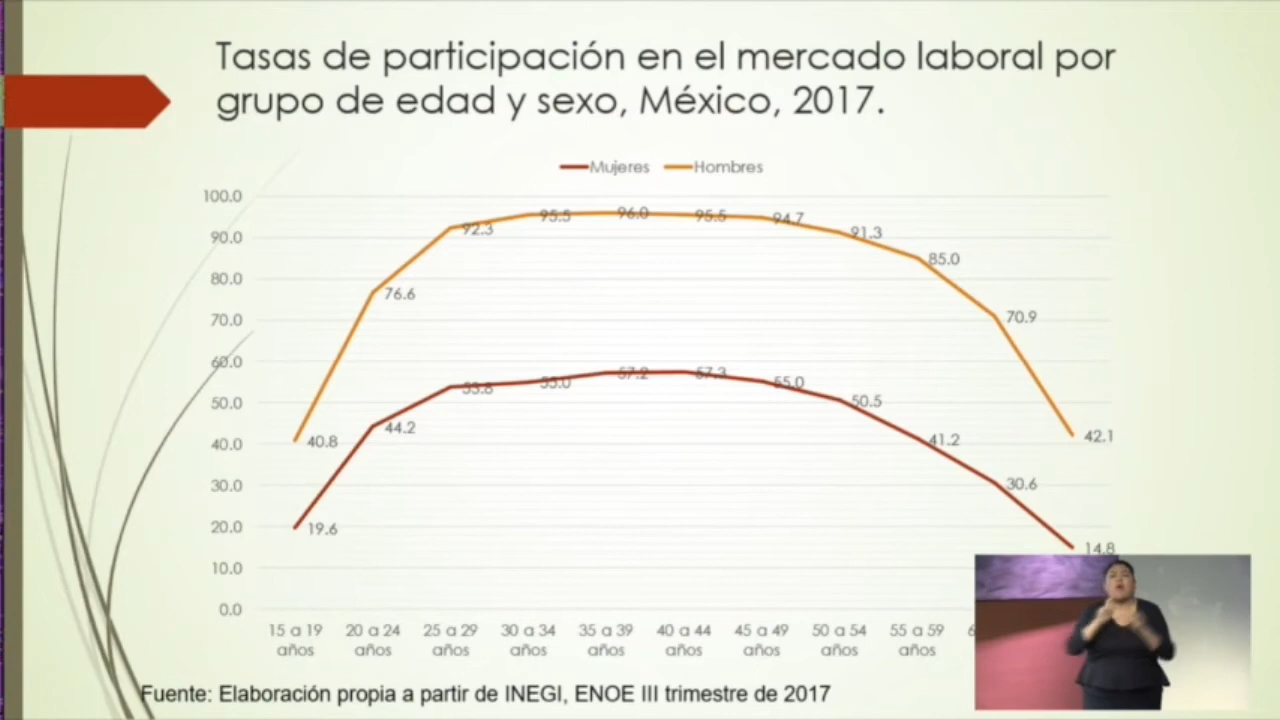 Tasas de participación en el mercado laboral por
grupo de edad y sexo, México, 2017.
Mujeres Hombres
100.0
90.0
80.0
70.0
60.0
50.0
40.0
30.0
20.0
10.0
0.0
40.8 76.6 92.3 95.5 96.0 95.5 94.7 91.3 85.0 70.9 42.1
19.6 44.2 53.8 55.0 57.2 57.3 55.0 50.5 41.2 30.6 14.8
15 a 19 20 a 24 25 a 29 30 a 34 35 a 39 40 a 44 45 a 49 50 a 54 55 a 59
años años años años años años años años años
Fuente: Elaboración propia a partir de INEGI, ENOE III trimestre de 2017